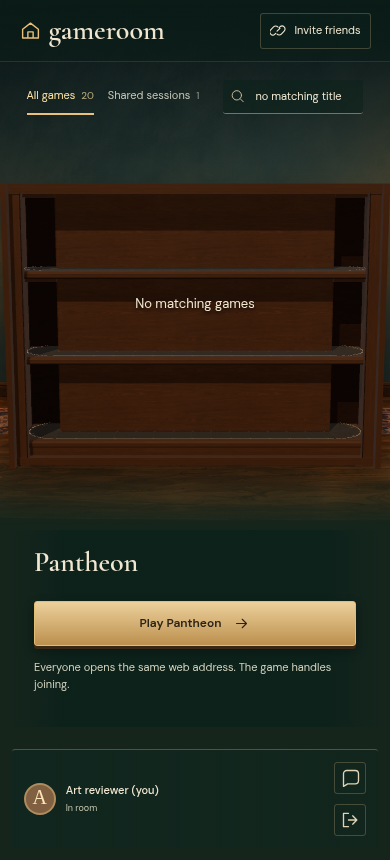 gameroom
Invite friends
All games 20
Shared sessions 1
no matching title
No matching games
Pantheon
Play Pantheon
Everyone opens the same web address. The game handles
joining.
A
Art reviewer (you)
In room